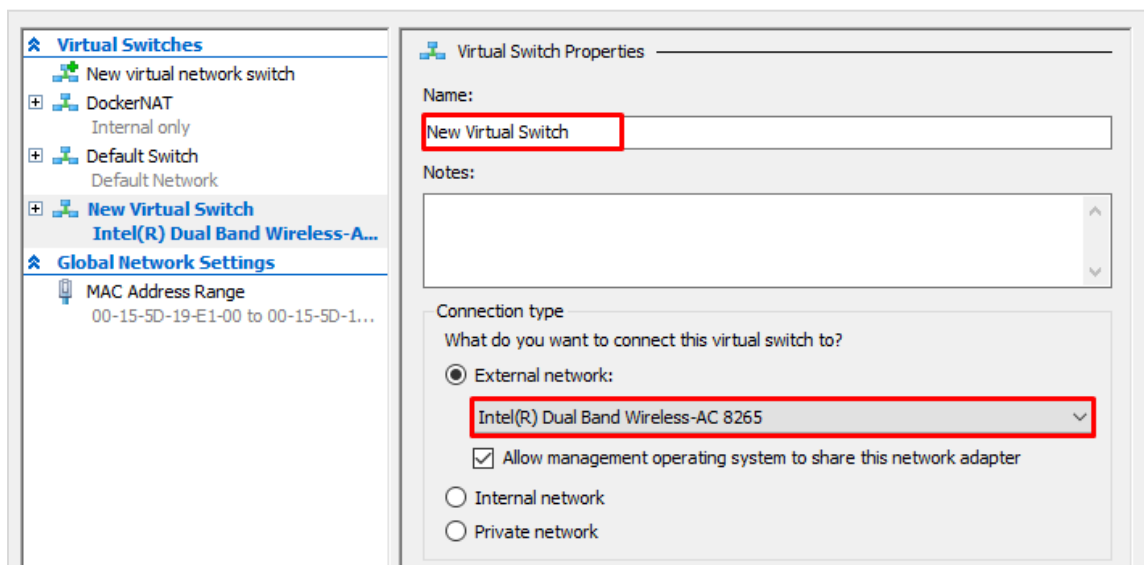 Virtual Switches
New virtual network switch
DockerNAT
Internal only
Default Switch
Default Network
New Virtual Switch
Intel(R) Dual Band Wireless-A...
Global Network Settings
MAC Address Range
00-15-5D-19-E1-00 to 00-15-5D-1...
Virtual Switch Properties
Name:
New Virtual Switch
Notes:
Connection type
What do you want to connect this virtual switch to?
External network:
Intel(R) Dual Band Wireless-AC 8265
Allow management operating system to share this network adapter
Internal network
Private network